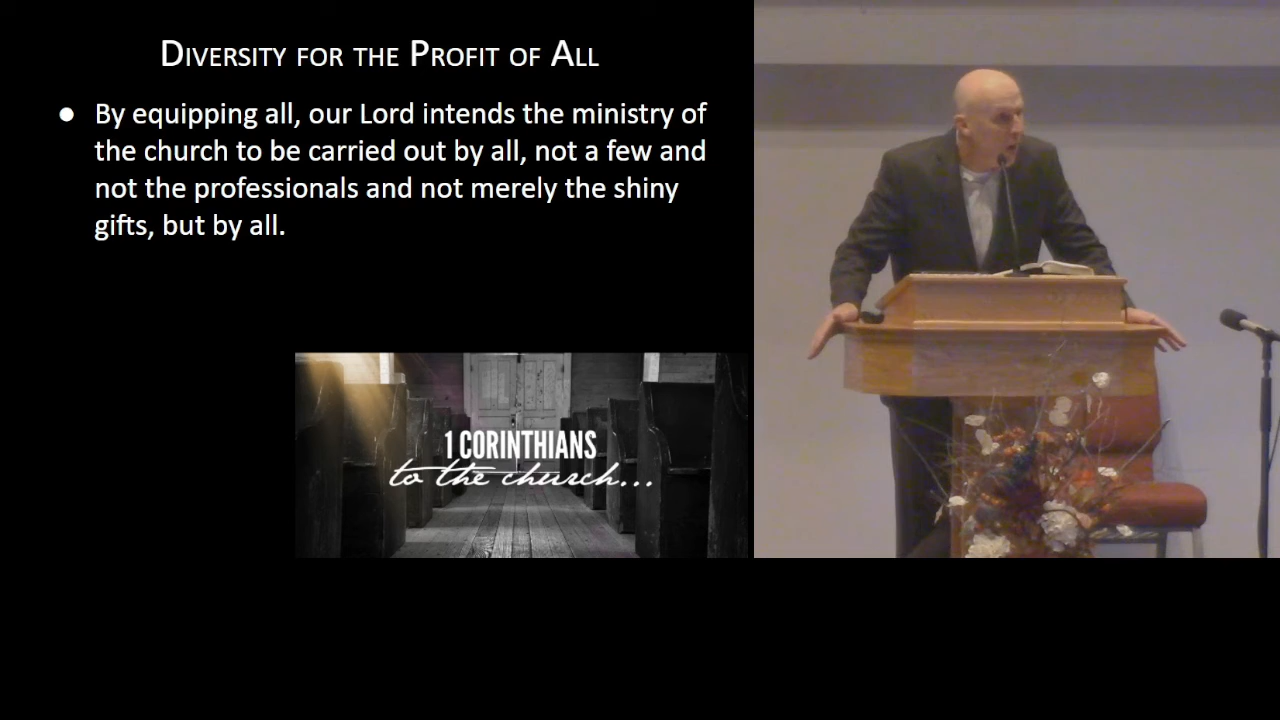 Diversity for the Profit of All
● By equipping all, our Lord intends the ministry of
the church to be carried out by all, not a few and
not the professionals and not merely the shiny
gifts, but by all.
1 CORINTHIANS
to the church...